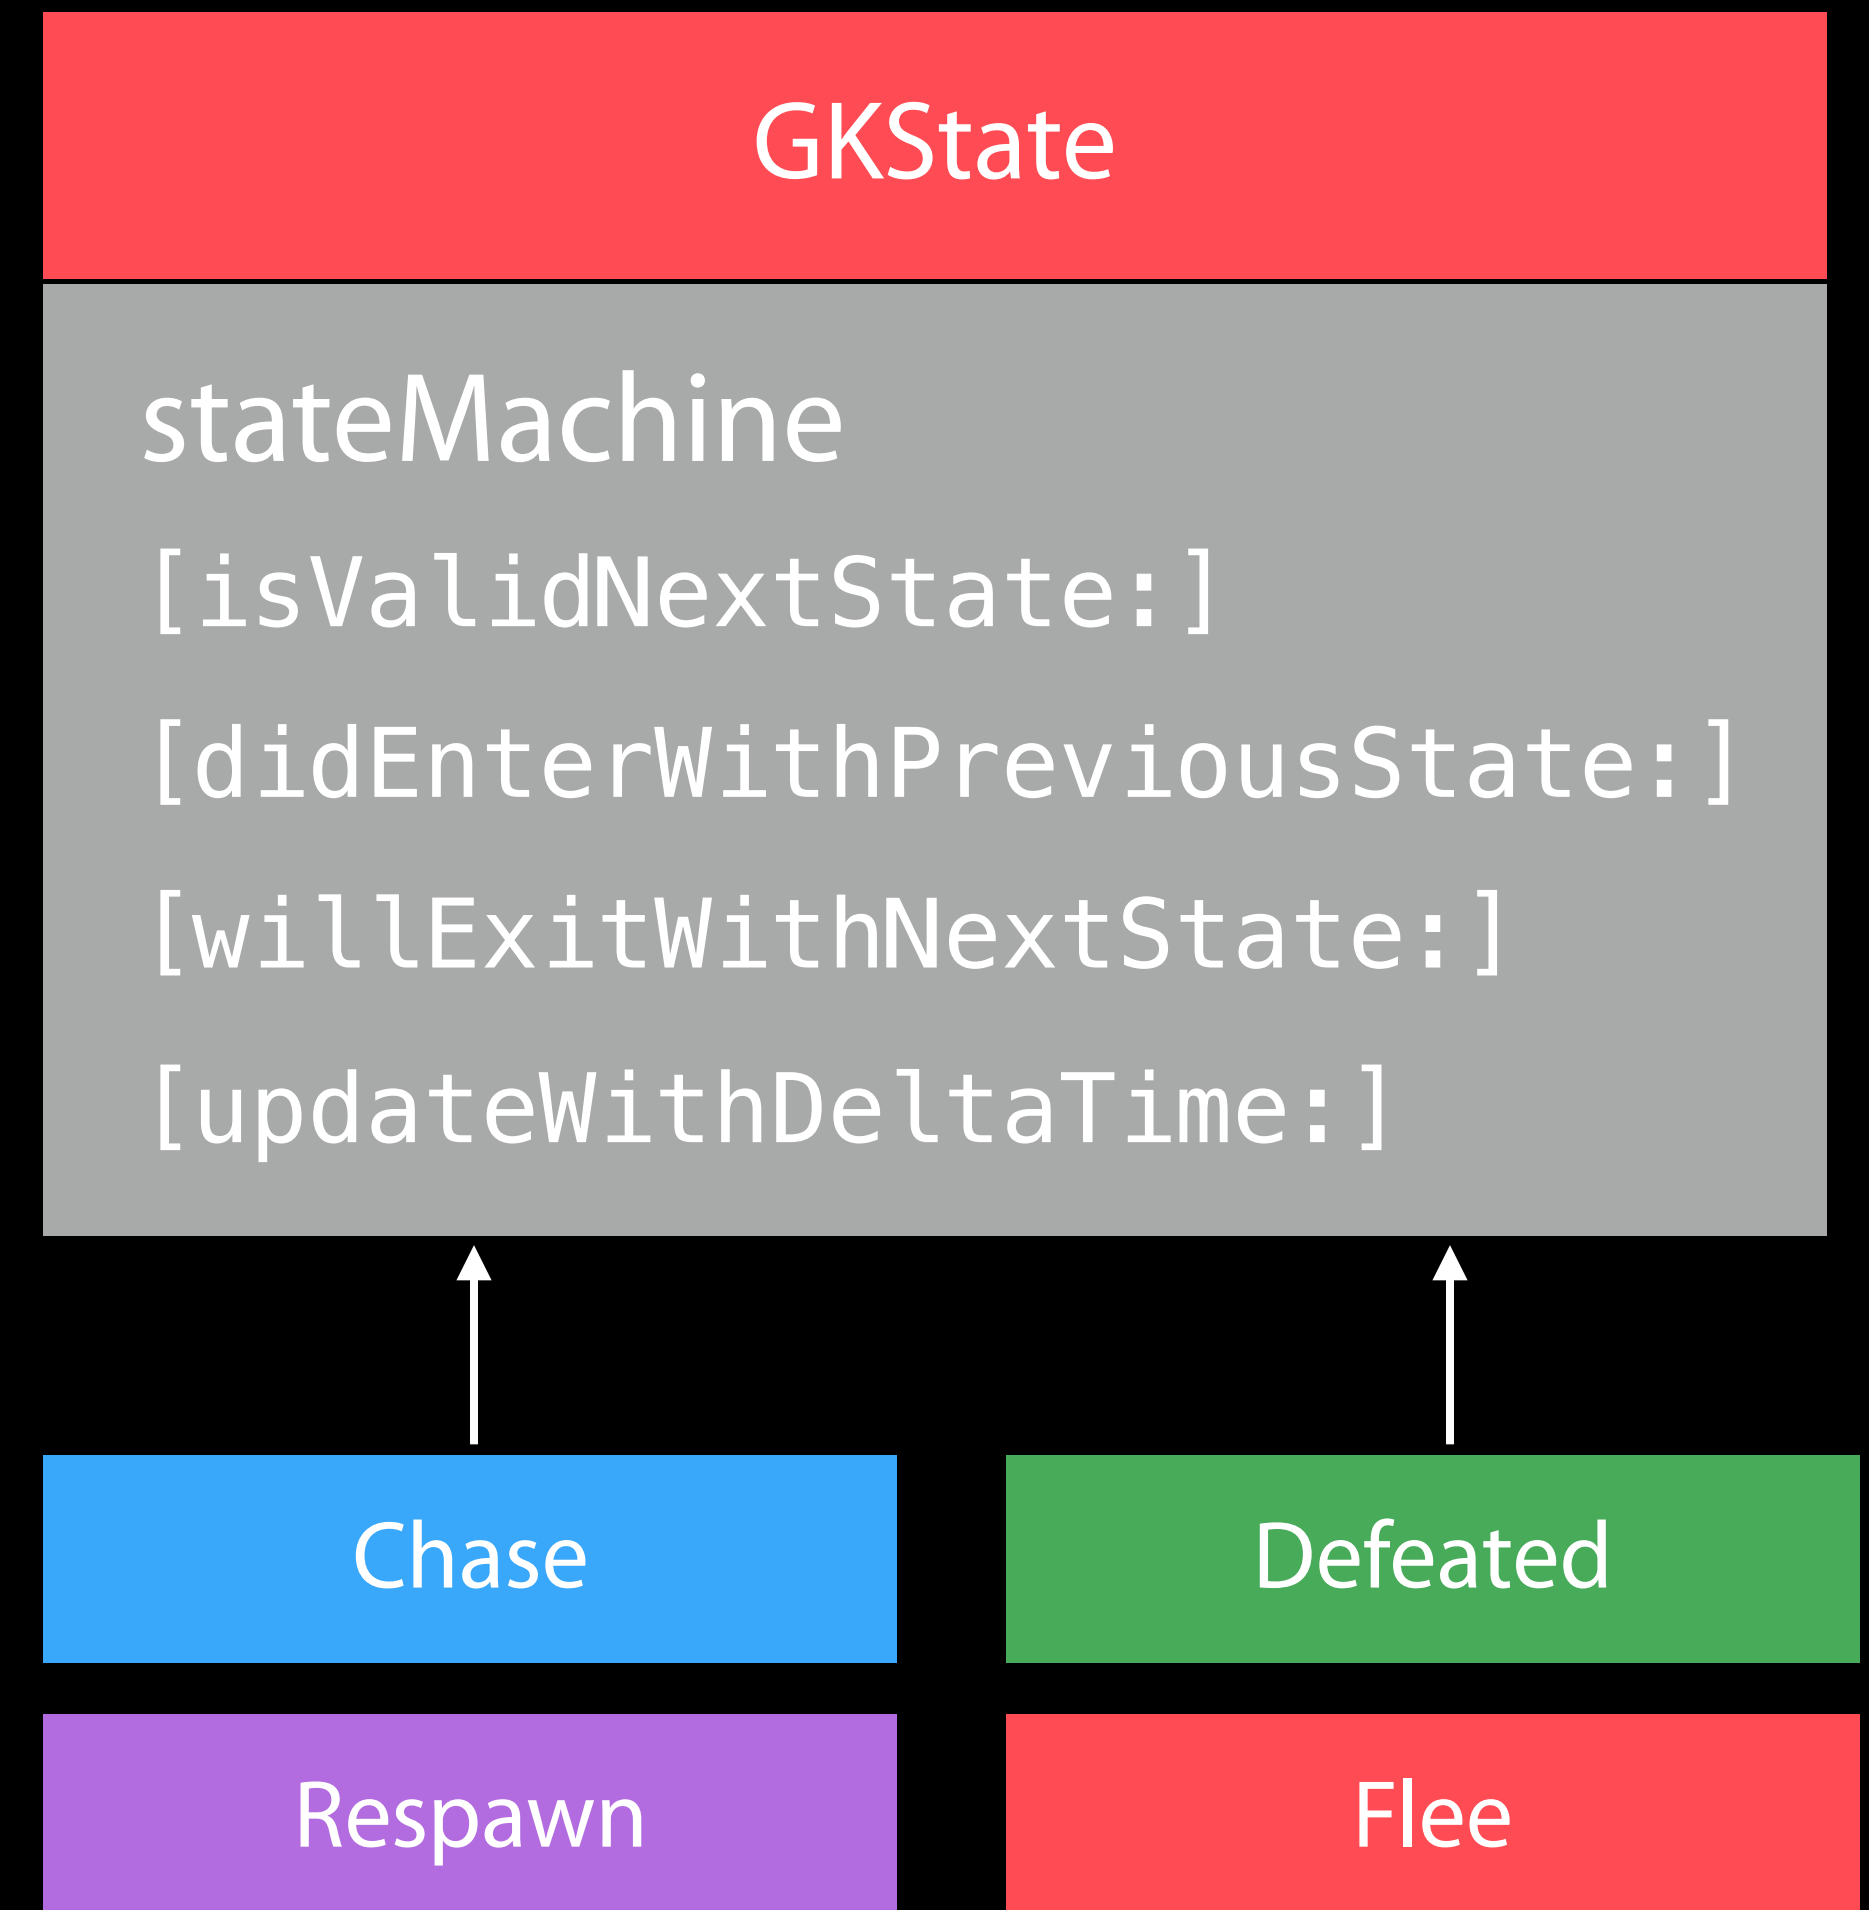 GKState
stateMachine
[isValidNextState:]
[didEnterWithPreviousState:]
[willExitWithNextState:]
[updateWithDeltaTime:]
Chase
Defeated
Respawn
Flee